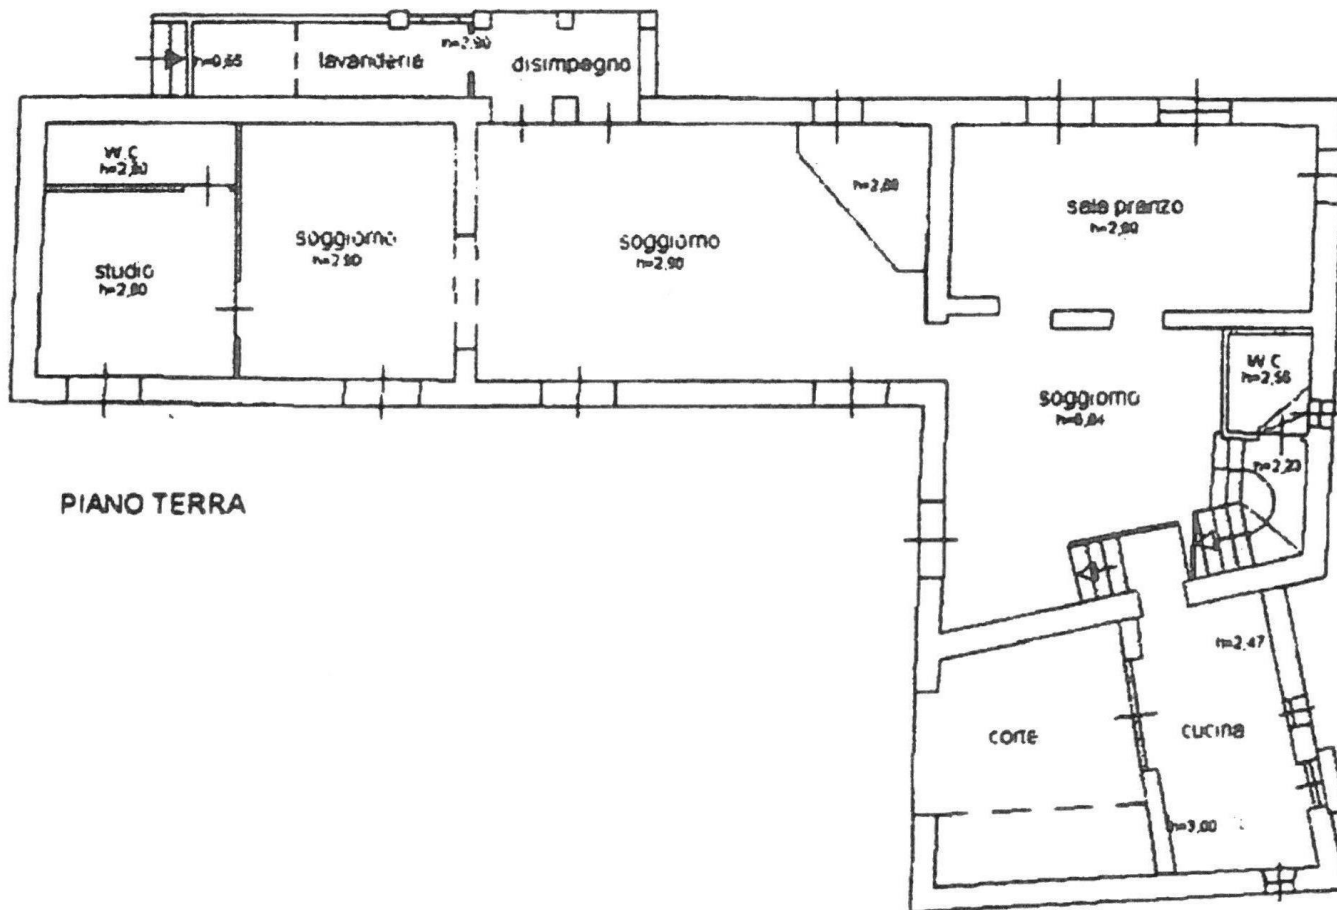 h=0,65
lavanderia
h=2,90
disimpegno
W.C
h=2,80
studio
h=2,80
soggiorno
h=2,90
soggiorno
h=2,90
h=2,80
sala pranzo
h=2,80
W.C
h=2,56
soggiorno
h=2,20
PIANO TERRA
h=2,47
corte
cucina
h=3,00